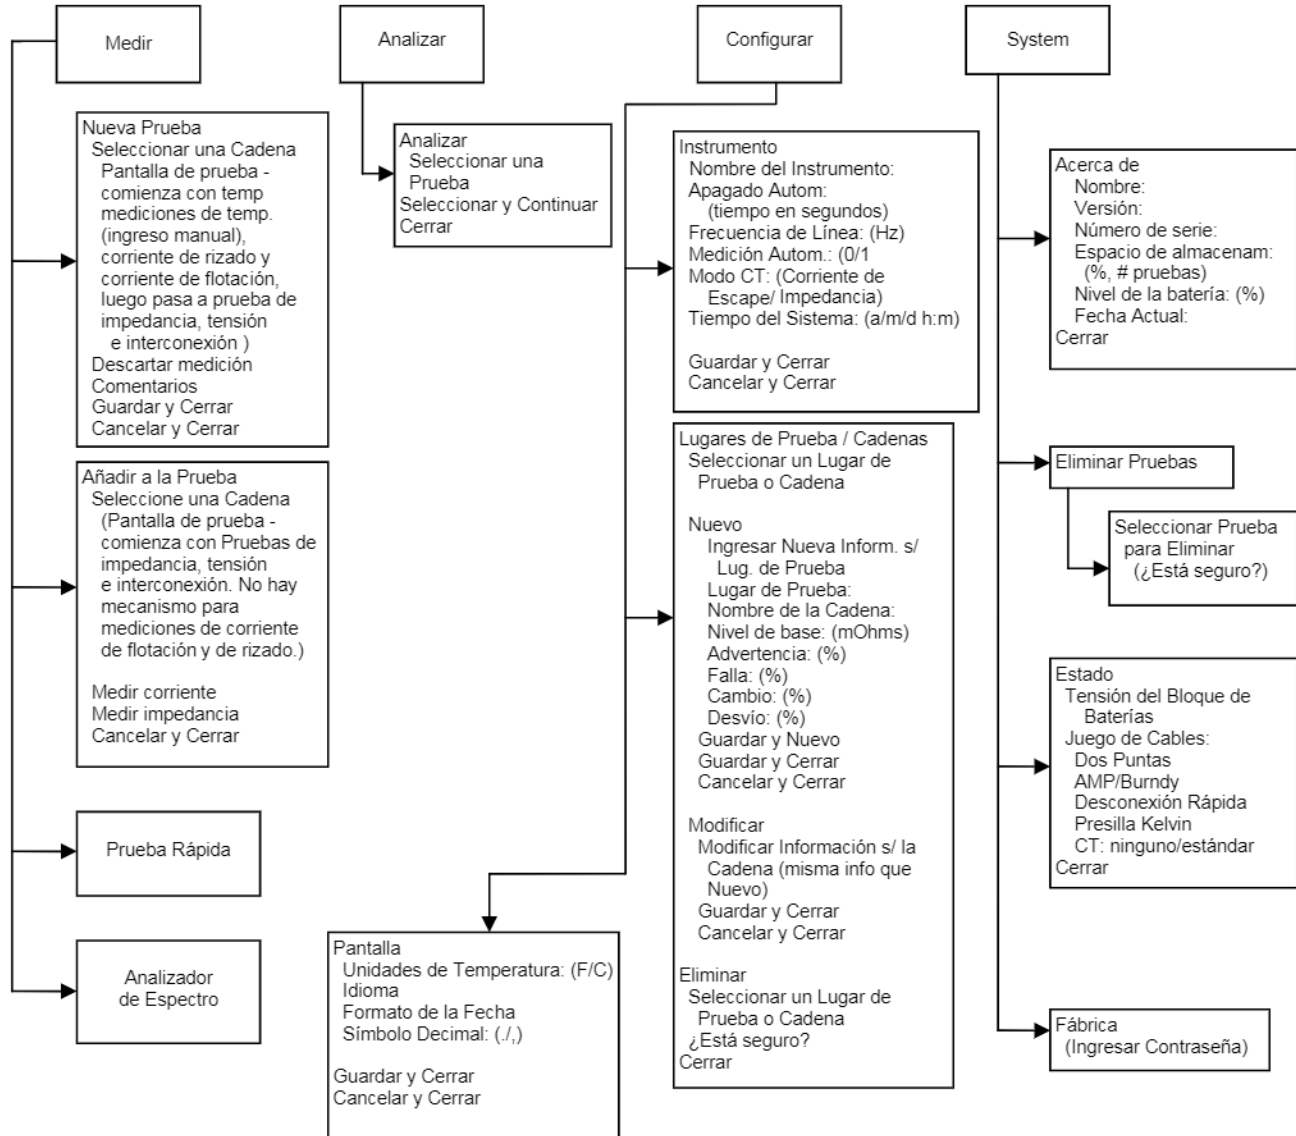 Medir
Nueva Prueba
Seleccionar una Cadena
Pantalla de prueba -
comienza con temp
mediciones de temp.
(ingreso manual),
corriente de rizado y
corriente de flotación,
luego pasa a prueba de
impedancia, tensión
e interconexión )
Descartar medición
Comentarios
Guardar y Cerrar
Cancelar y Cerrar
Añadir a la Prueba
Seleccione una Cadena
(Pantalla de prueba -
comienza con Pruebas de
impedancia, tensión
e interconexión. No hay
mecanismo para
mediciones de corriente
de flotación y de rizado.)
Medir corriente
Medir impedancia
Cancelar y Cerrar
Prueba Rápida
Analizador
de Espectro
Analizar
Analizar
Seleccionar una
Prueba
Seleccionar y Continuar
Cerrar
Configurar
Instrumento
Nombre del Instrumento:
Apagado Autom:
(tiempo en segundos)
Frecuencia de Línea: (Hz)
Medición Autom.: (0/1
Modo CT: (Corriente de
Escape/ Impedancia)
Tiempo del Sistema: (a/m/d h:m)
Guardar y Cerrar
Cancelar y Cerrar
Lugares de Prueba / Cadenas
Seleccionar un Lugar de
Prueba o Cadena
Nuevo
Ingresar Nueva Inform. s/
Lug. de Prueba
Lugar de Prueba:
Nombre de la Cadena:
Nivel de base: (mOhms)
Advertencia: (%)
Falla: (%)
Cambio: (%)
Desvío: (%)
Guardar y Nuevo
Guardar y Cerrar
Cancelar y Cerrar
Modificar
Modificar Información s/ la
Cadena (misma info que
Nuevo)
Guardar y Cerrar
Cancelar y Cerrar
Eliminar
Seleccionar un Lugar de
Prueba o Cadena
¿Está seguro?
Cerrar
Pantalla
Unidades de Temperatura: (F/C)
Idioma
Formato de la Fecha
Símbolo Decimal: (./,)
Guardar y Cerrar
Cancelar y Cerrar
System
Acerca de
Nombre:
Versión:
Número de serie:
Espacio de almacenam:
(%, # pruebas)
Nivel de la batería: (%)
Fecha Actual:
Cerrar
Eliminar Pruebas
Seleccionar Prueba
para Eliminar
(¿Está seguro?)
Estado
Tensión del Bloque de
Baterías
Juego de Cables:
Dos Puntas
AMP/Burndy
Desconexión Rápida
Presilla Kelvin
CT: ninguno/estándar
Cerrar
Fábrica
(Ingresar Contraseña)